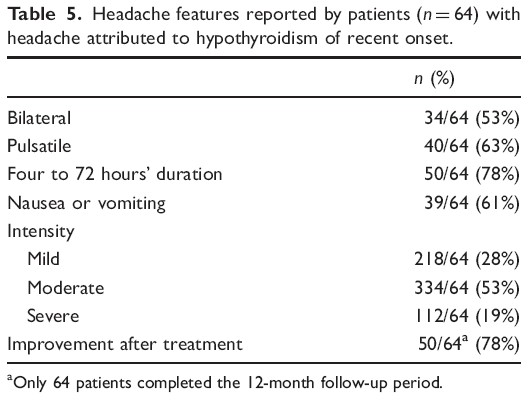 Table 5. Headache features reported by patients (n = 64) with
headache attributed to hypothyroidism of recent onset.
n (%)
Bilateral 34/64 (53%)
Pulsatile 40/64 (63%)
Four to 72 hours' duration 50/64 (78%)
Nausea or vomiting 39/64 (61%)
Intensity
Mild 218/64 (28%)
Moderate 334/64 (53%)
Severe 112/64 (19%)
Improvement after treatment 50/64a (78%)
aOnly 64 patients completed the 12-month follow-up period.